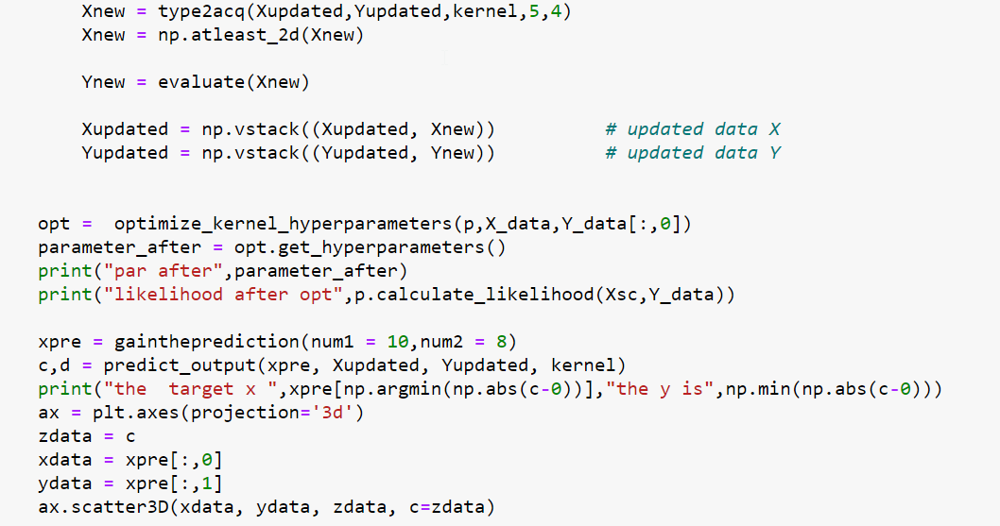 Xnew = type2acq(Xupdated,Yupdated,kernel,5,4)
Xnew = np.atleast_2d(Xnew)
Ynew = evaluate(Xnew)
Xupdated = np.vstack((Xupdated, Xnew)) # updated data X
Yupdated = np.vstack((Yupdated, Ynew)) # updated data Y
opt =  optimize_kernel_hyperparameters(p,X_data,Y_data[:,0])
parameter_after = opt.get_hyperparameters()
print("par after",parameter_after)
print("likelihood after opt",p.calculate_likelihood(Xsc,Y_data))
xpre = gaintheprediction(num1 = 10,num2 = 8)
c,d = predict_output(xpre, Xupdated, Yupdated, kernel)
print("the  target x ",xpre[np.argmin(np.abs(c-0))],"the y is",np.min(np.abs(c-0)))
ax = plt.axes(projection='3d')
zdata = c
xdata = xpre[:,0]
ydata = xpre[:,1]
ax.scatter3D(xdata, ydata, zdata, c=zdata)